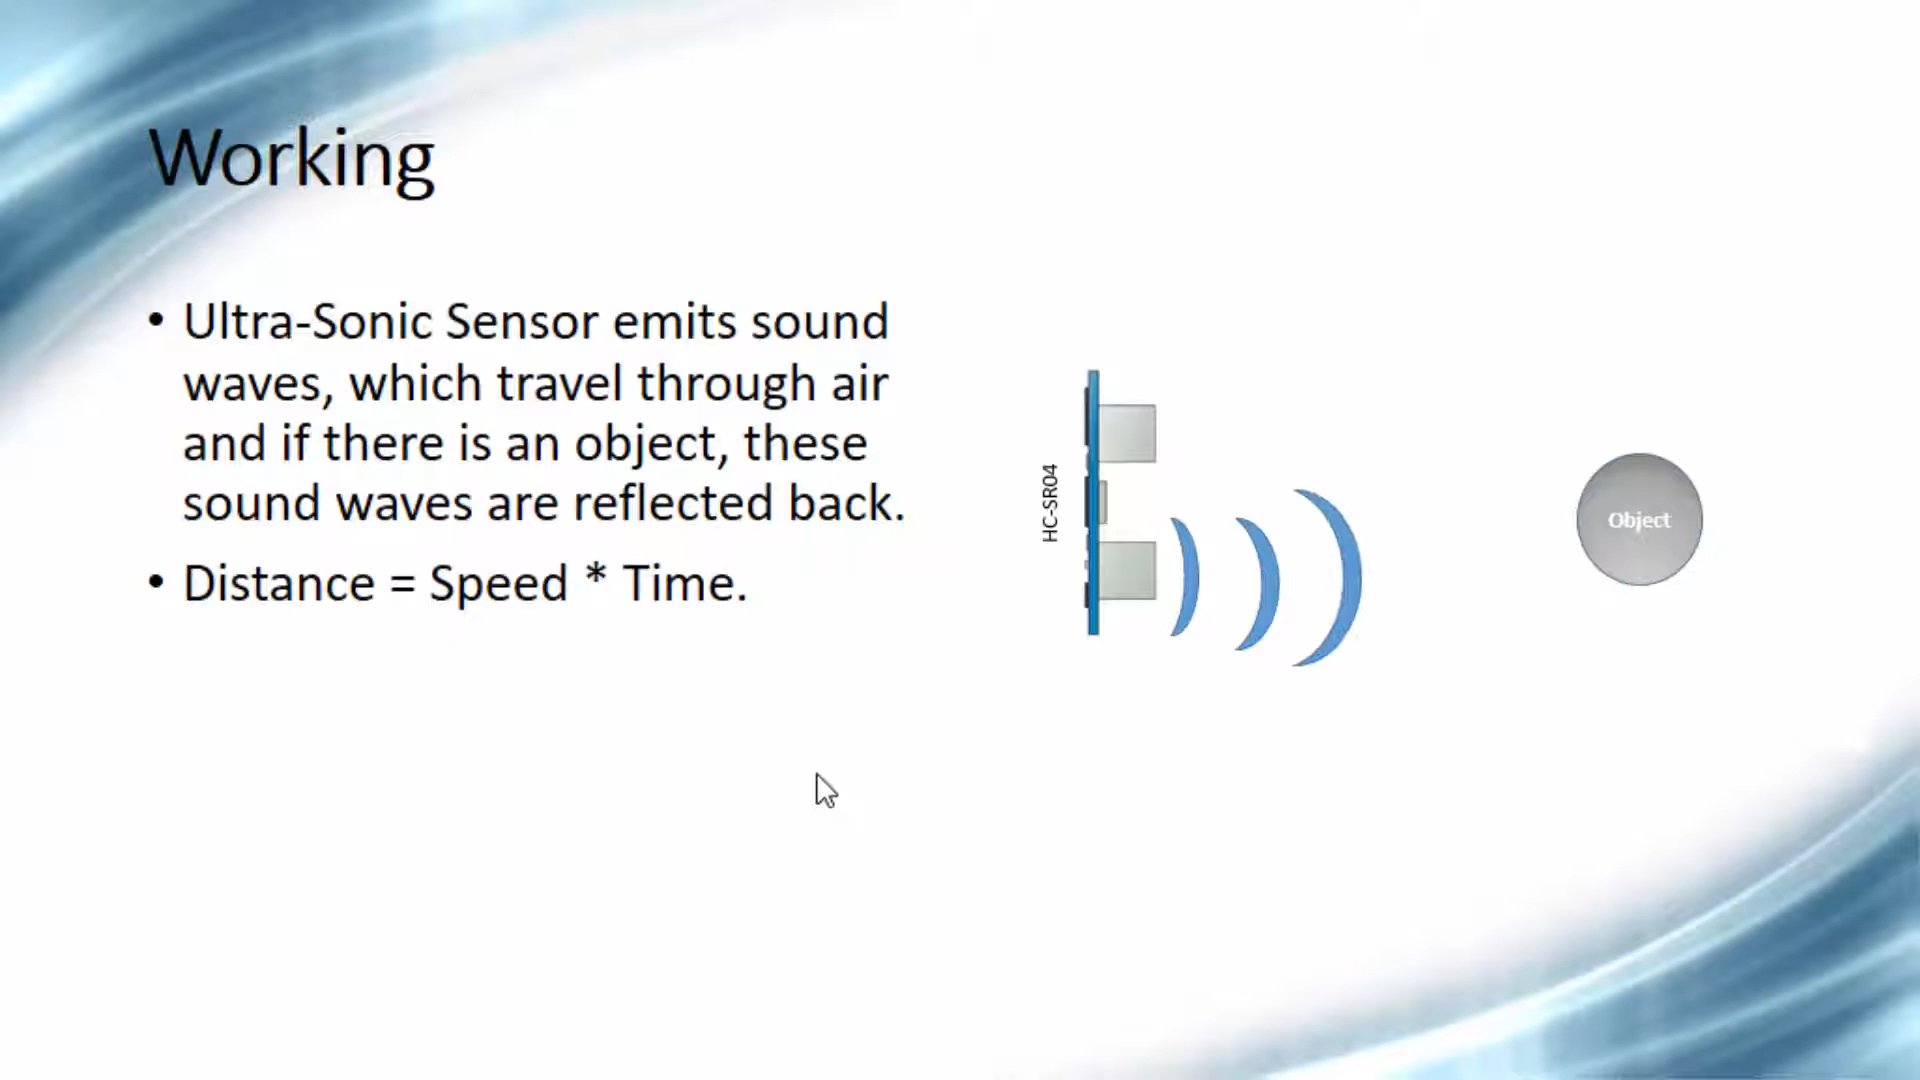 Working
• Ultra-Sonic Sensor emits sound
waves, which travel through air
and if there is an object, these
sound waves are reflected back.
• Distance = Speed * Time.
HC-SR04
Object